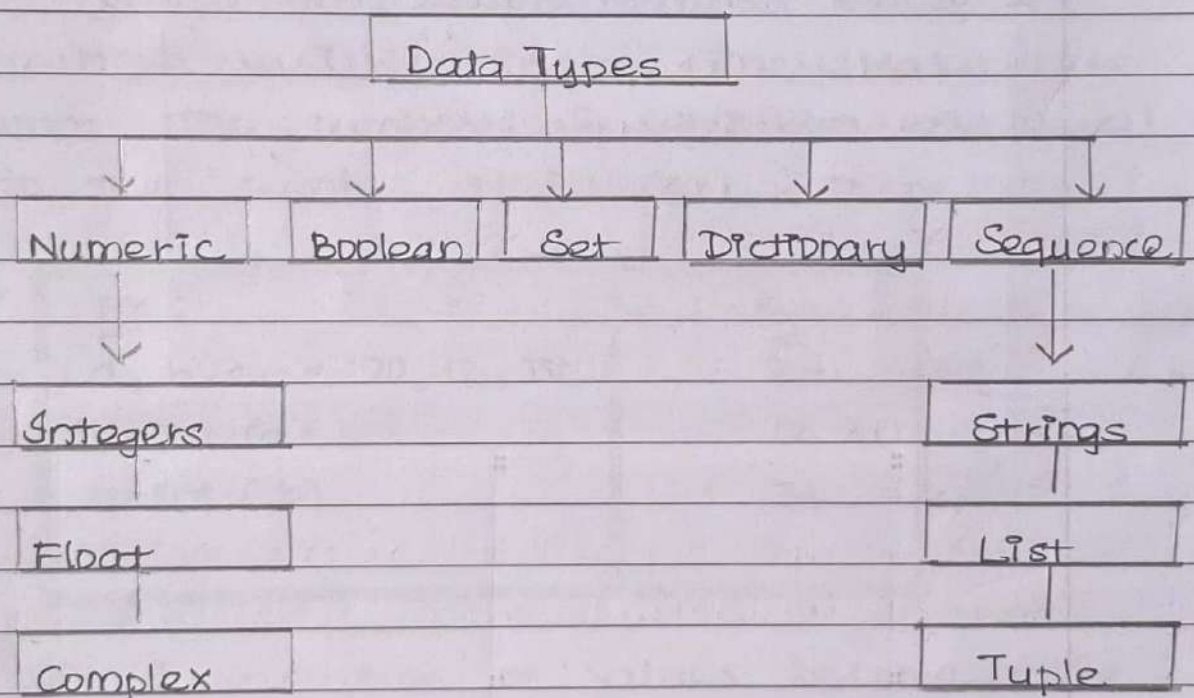 Data Types
Numeric Boolean Set Dictionary Sequence
Integers Strings
Float List
Complex Tuple